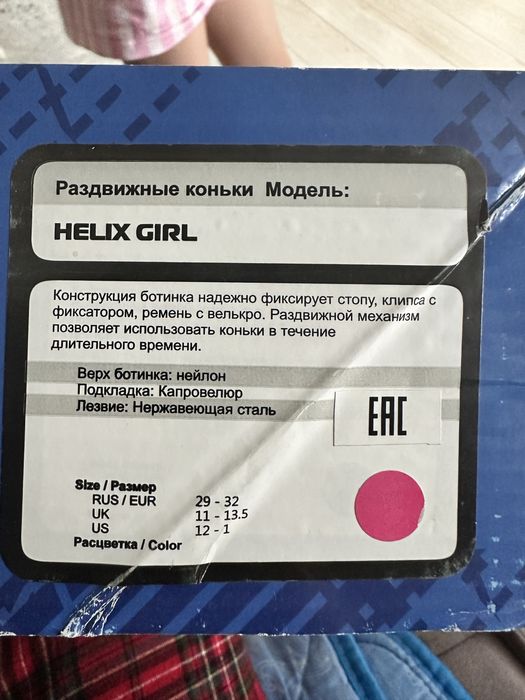 Раздвижные коньки Модель:
HELIX GIRL
Конструкция ботинка надежно фиксирует стопу, клипса с
фиксатором, ремень с велькро. Раздвижной механизм
позволяет использовать коньки в течение
длительного времени.
Верх ботинка: нейлон
Подкладка: Капровелюр
Лезвие: Нержавеющая сталь
EAC
Size / Размер
RUS / EUR 29 - 32
UK 11 - 13.5
US 12 - 1
Расцветка / Color